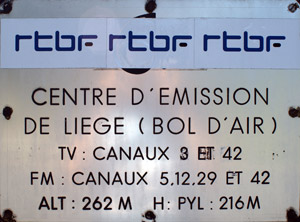 rtbf rtbf rtbf
CENTRE D'EMISSION
DE LIEGE (BOL D'AIR)
TV : CANAUX 3 ET 42
FM : CANAUX 5,12,29 ET 42
ALT : 262 M H: PYL : 216M